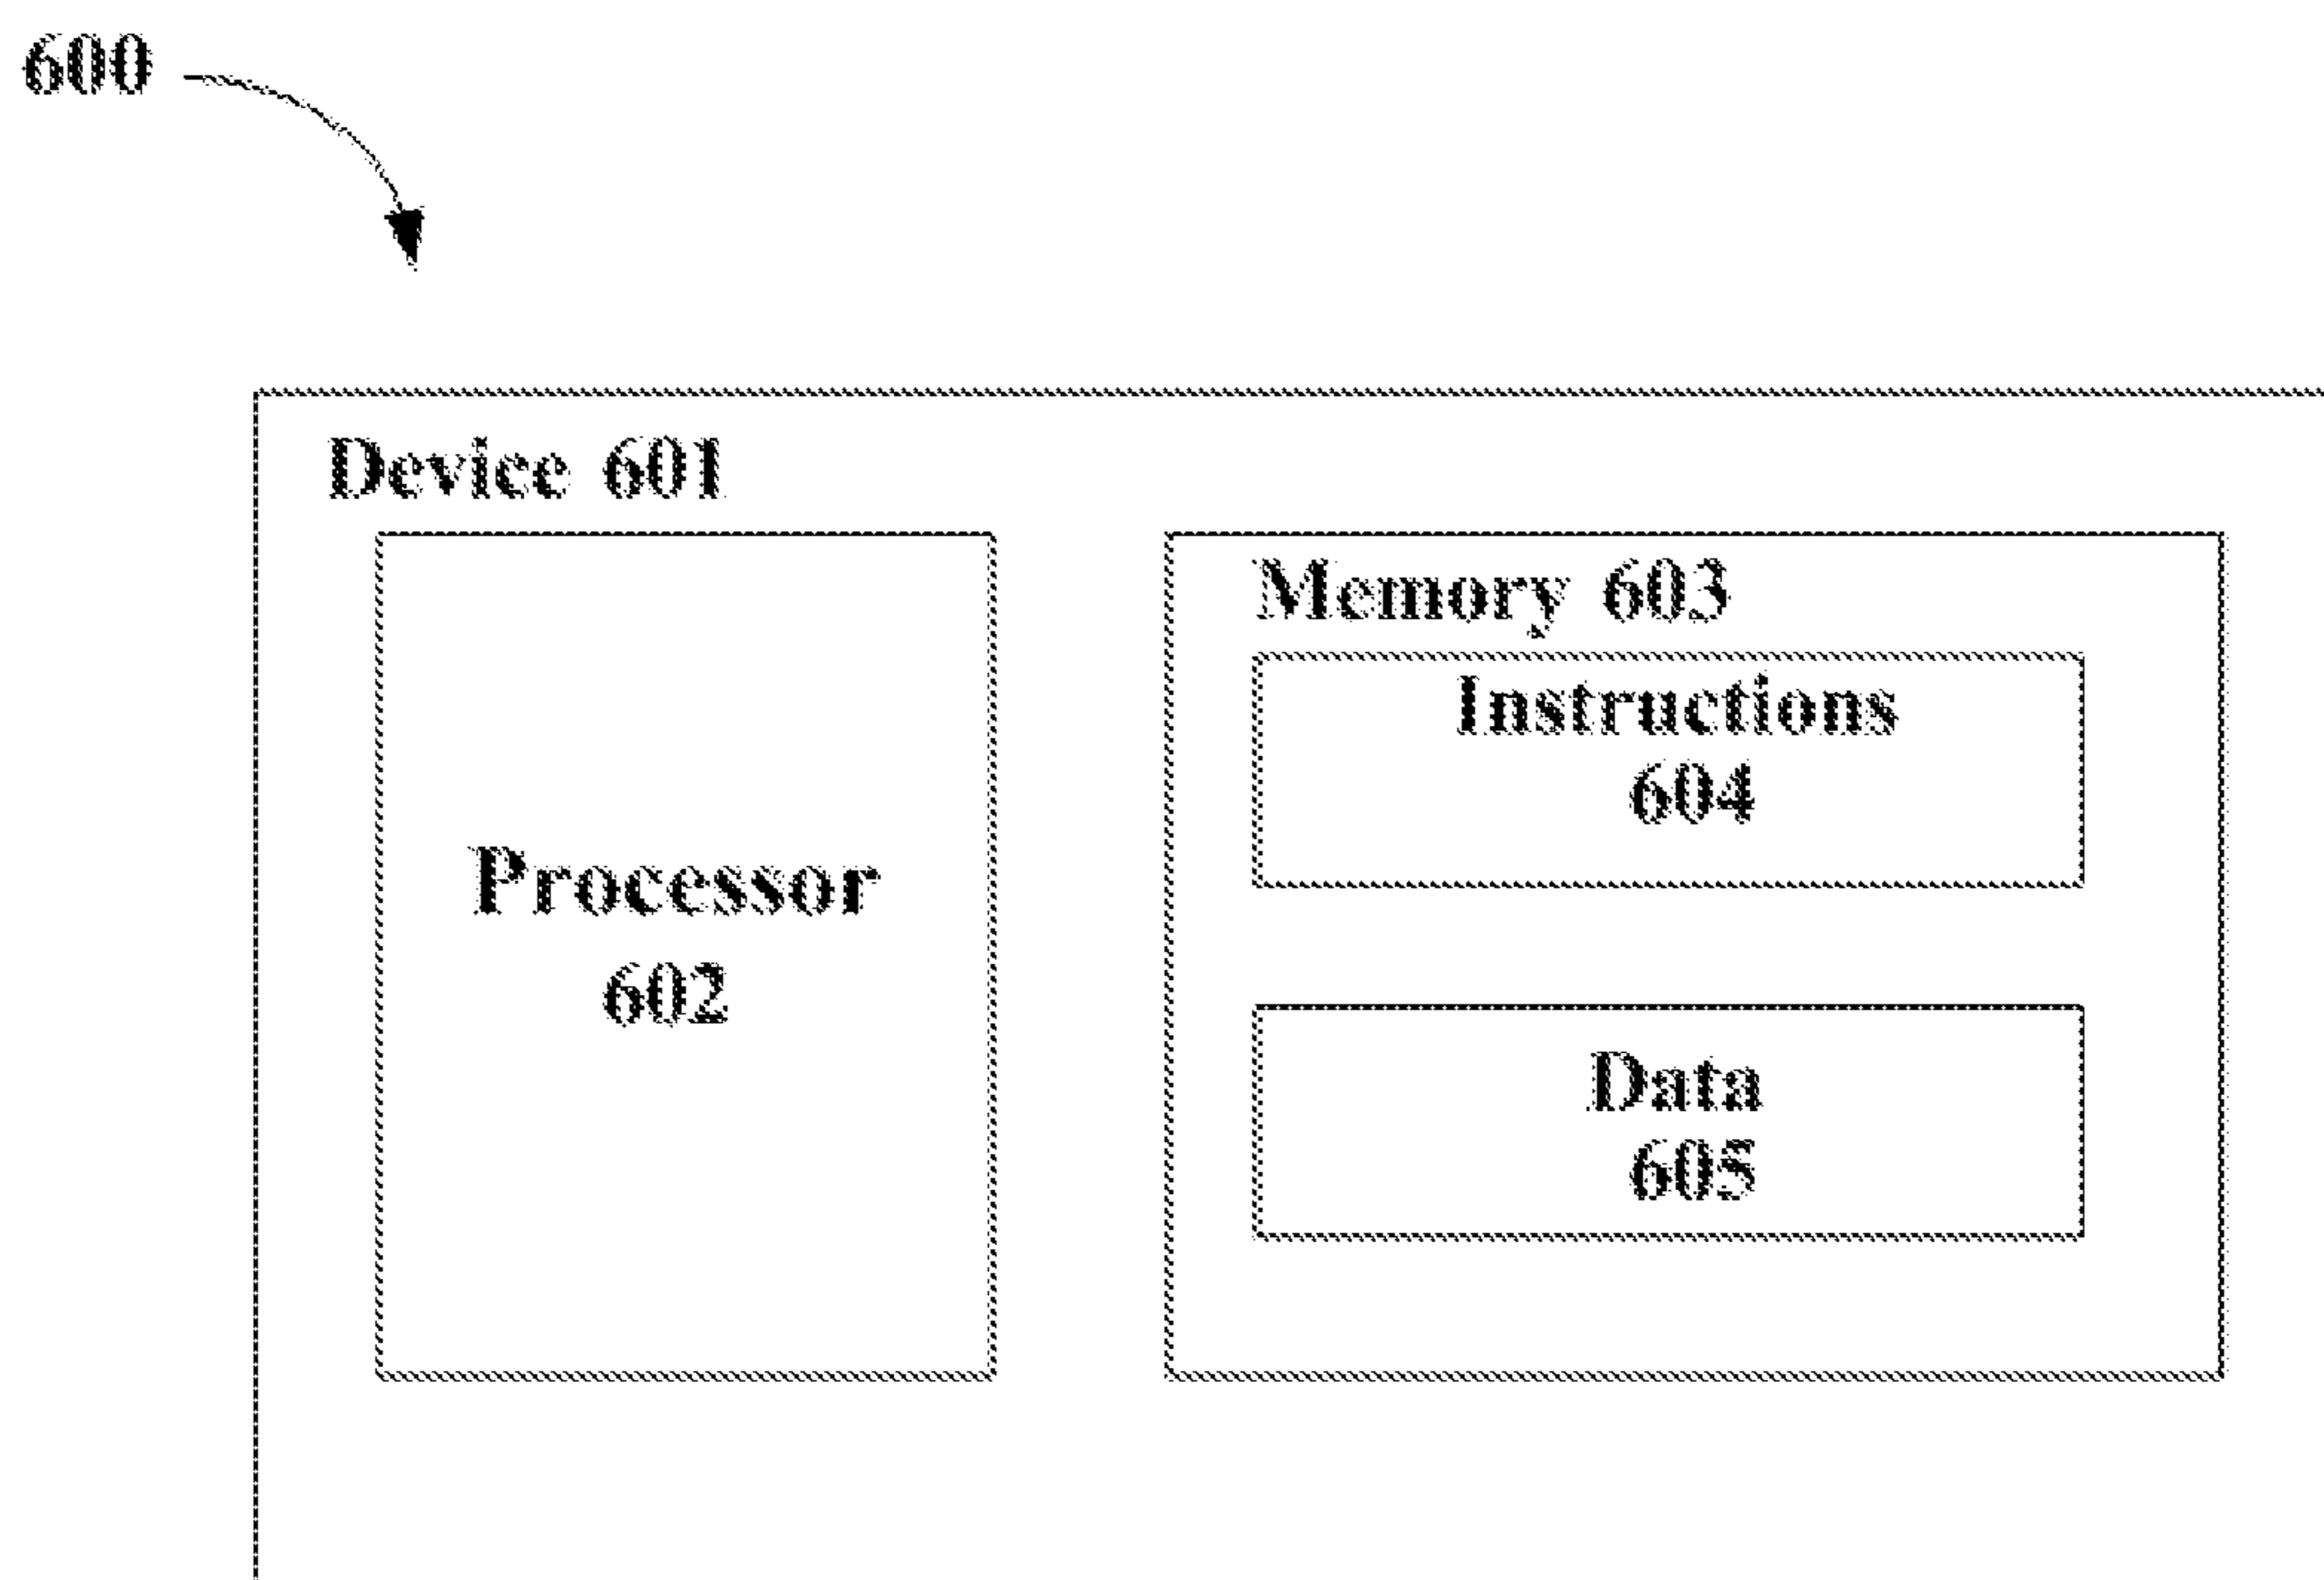 600
Device 601
Processor
602
Memory 603
Instructions
604
Data
605